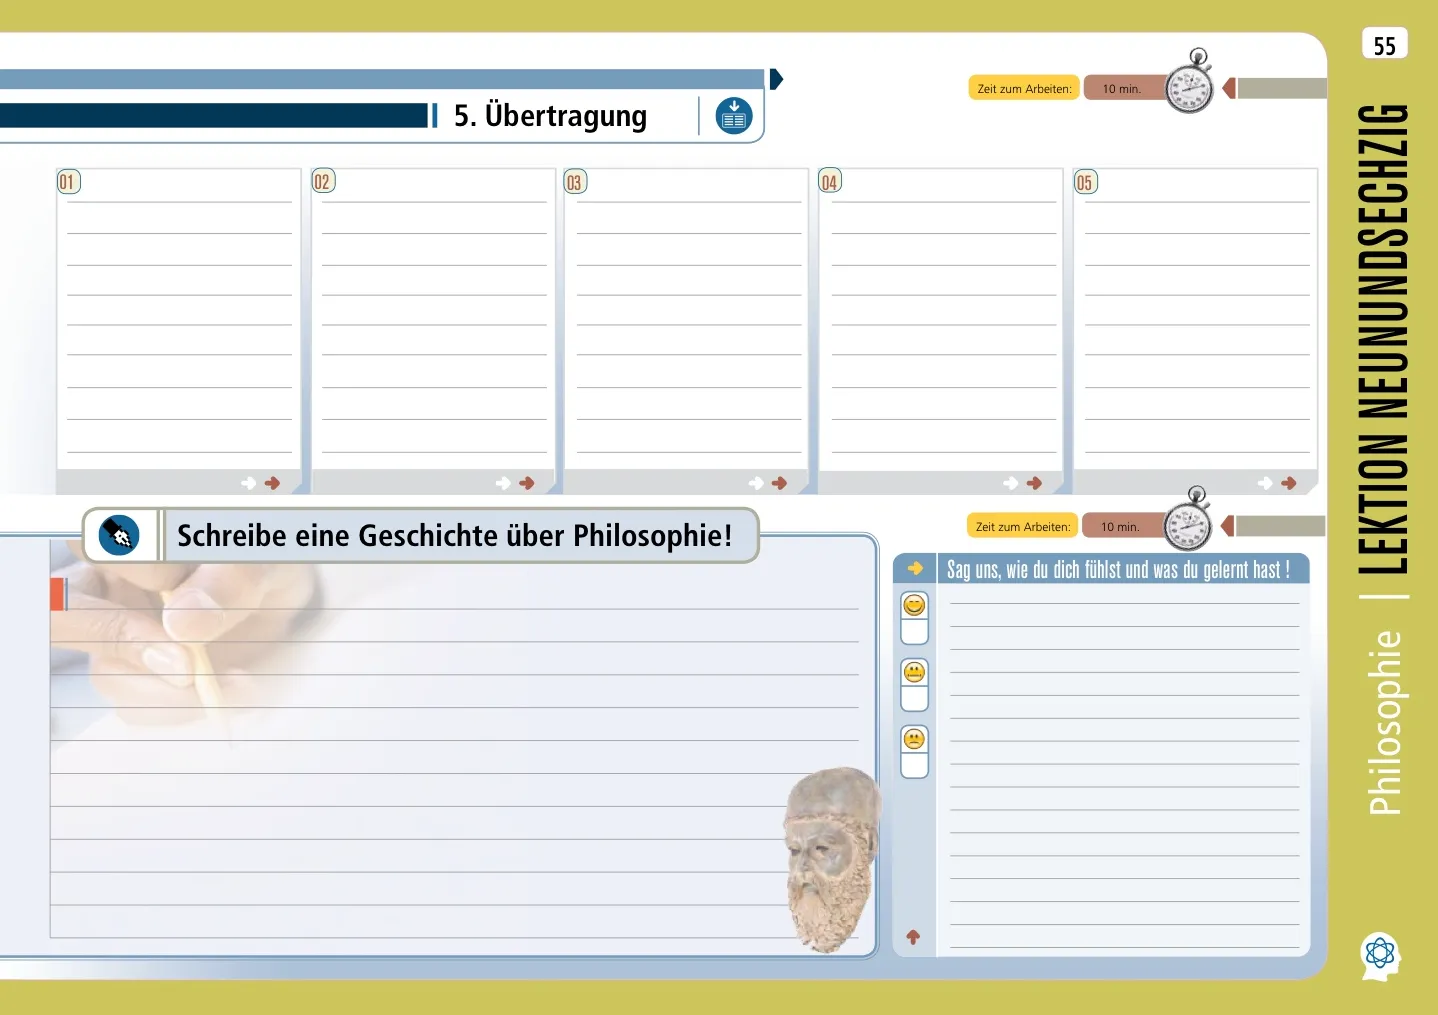 55
Zeit zum Arbeiten: 10 min.
5. Übertragung
01
02
03
04
05
Schreibe eine Geschichte über Philosophie!
Zeit zum Arbeiten: 10 min.
Sag uns, wie du dich fühlst und was du gelernt hast !
Philosophie | LEKTION NEUNUNDSECHZIG